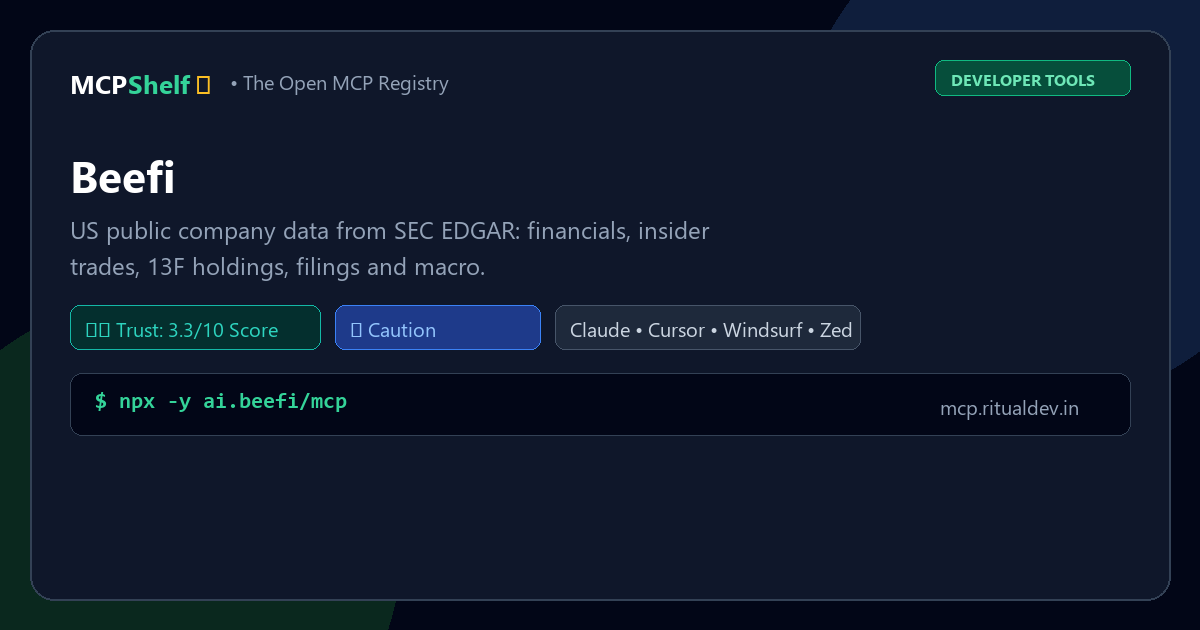 MCPShelf • The Open MCP Registry
DEVELOPER TOOLS
Beefi
US public company data from SEC EDGAR: financials, insider
trades, 13F holdings, filings and macro.
Trust: 3.3/10 Score
Caution
Claude • Cursor • Windsurf • Zed
$ npx -y ai.beefi/mcp
mcp.ritualdev.in